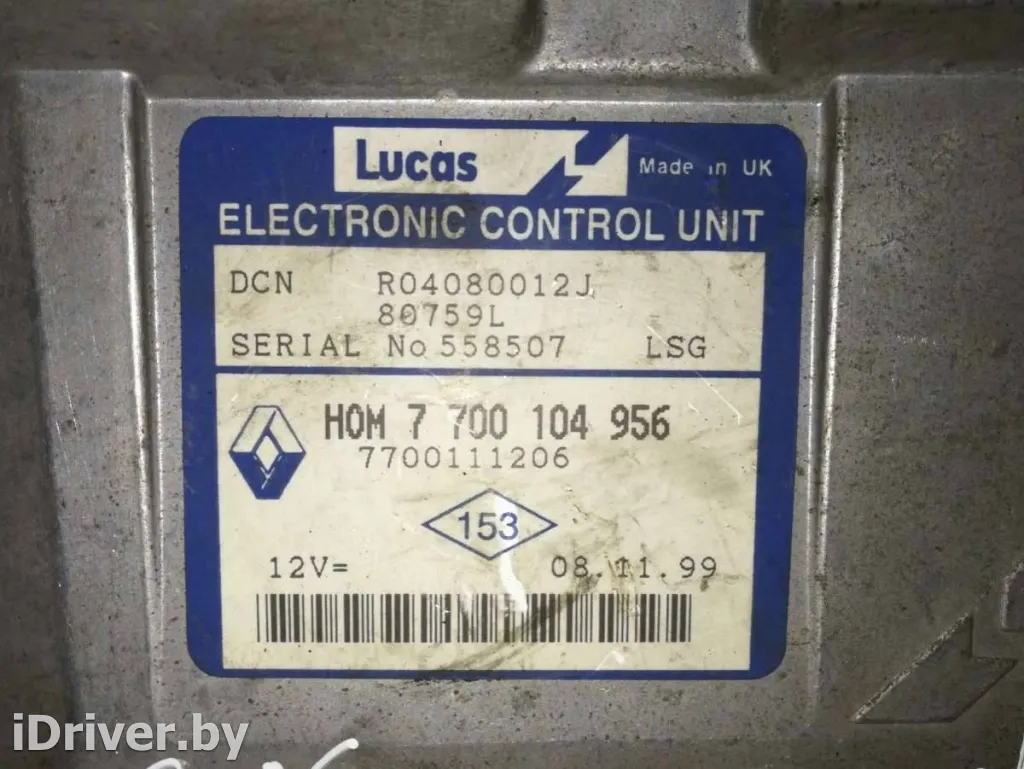 Lucas Made in UK
ELECTRONIC CONTROL UNIT
DCN R04080012J
80759L
SERIAL No 558507 LSG
HOM 7 700 104 956
7700111206
153
12V= 08.11.99
iDriver.by